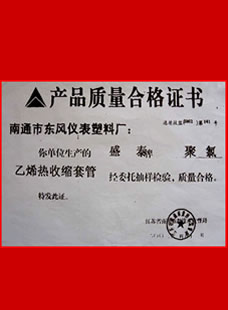 产品质量合格证书
南通市东风仪表塑料厂：
你单位生产的 盛泰牌 聚氯
乙烯热收缩套管 经委托抽样检验，质量合格。
特发此证。